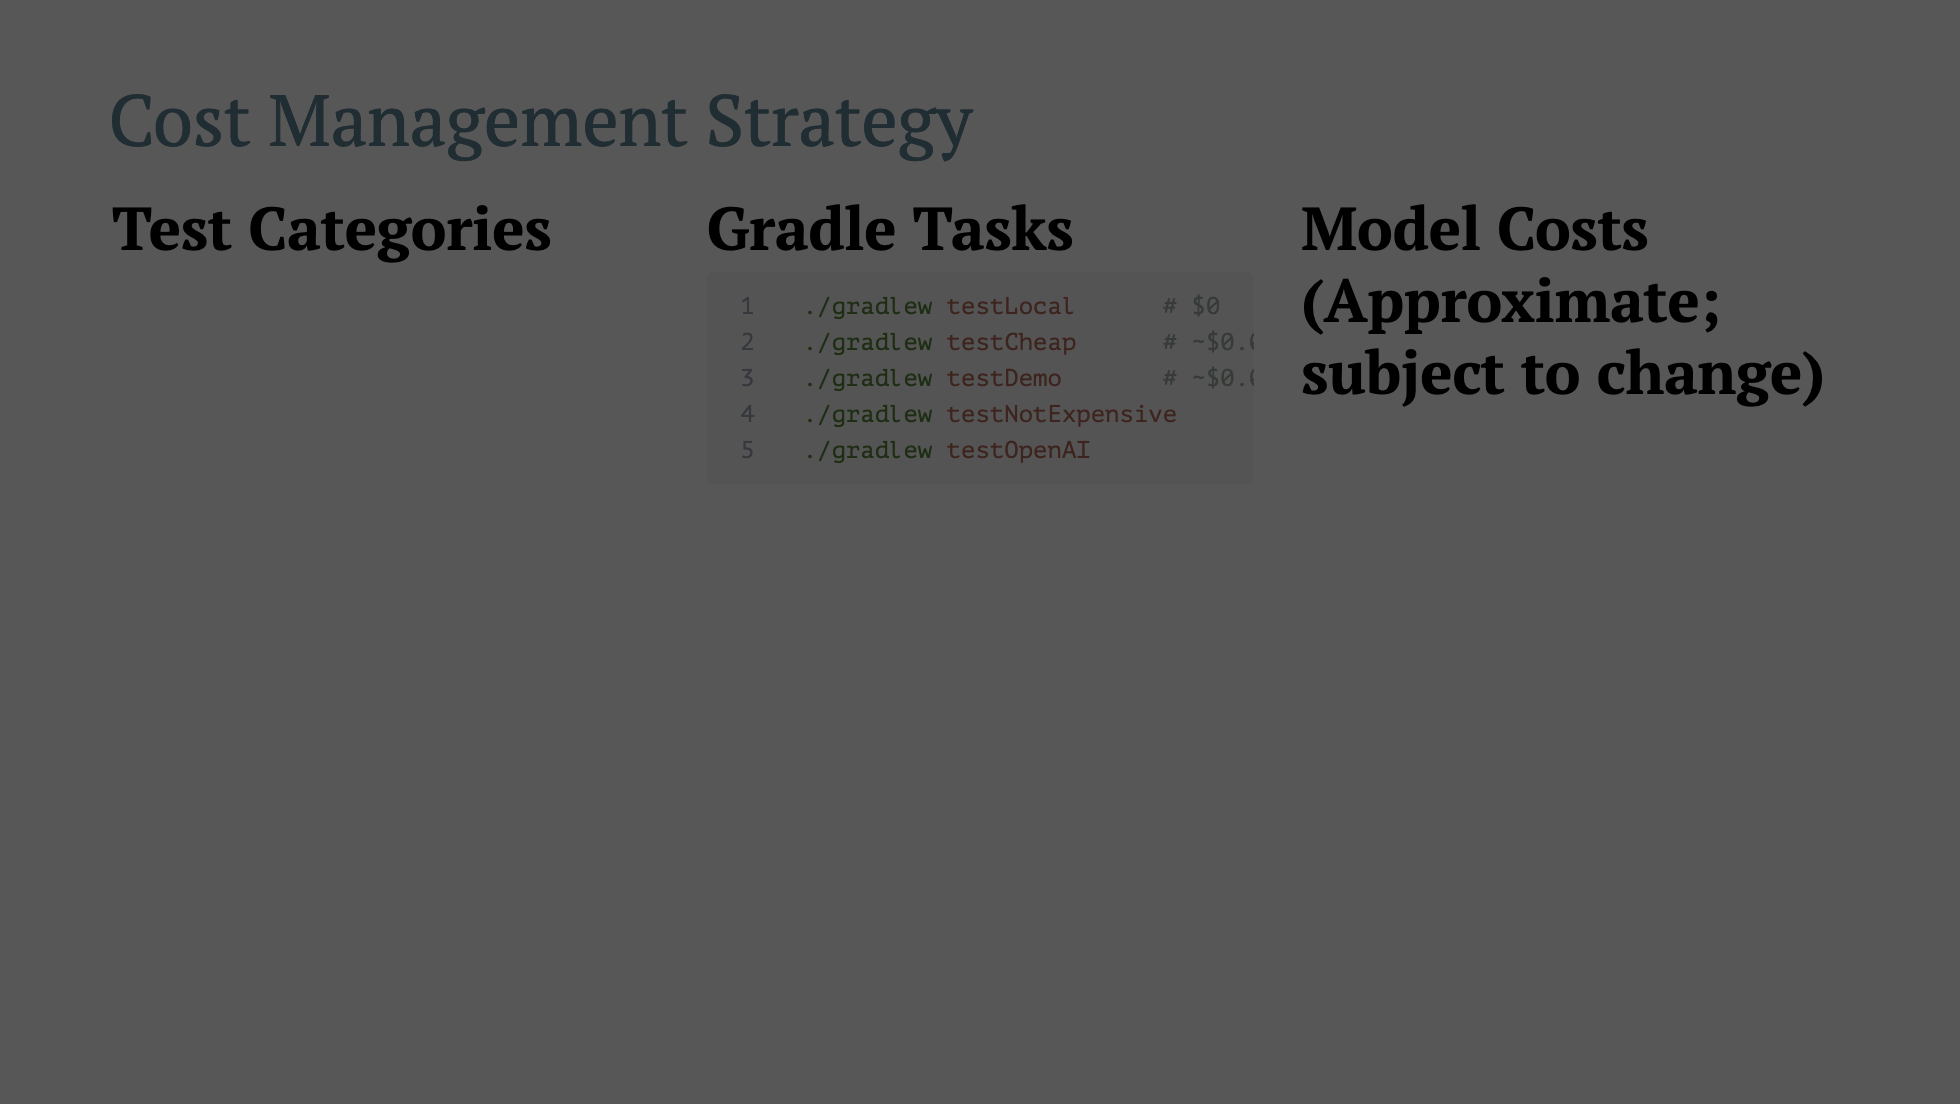 Cost Management Strategy
Test Categories
Gradle Tasks
1 ./gradlew testLocal # $0
2 ./gradlew testCheap # ~$0.
3 ./gradlew testDemo # ~$0.
4 ./gradlew testNotExpensive
5 ./gradlew testOpenAI
Model Costs
(Approximate;
subject to change)